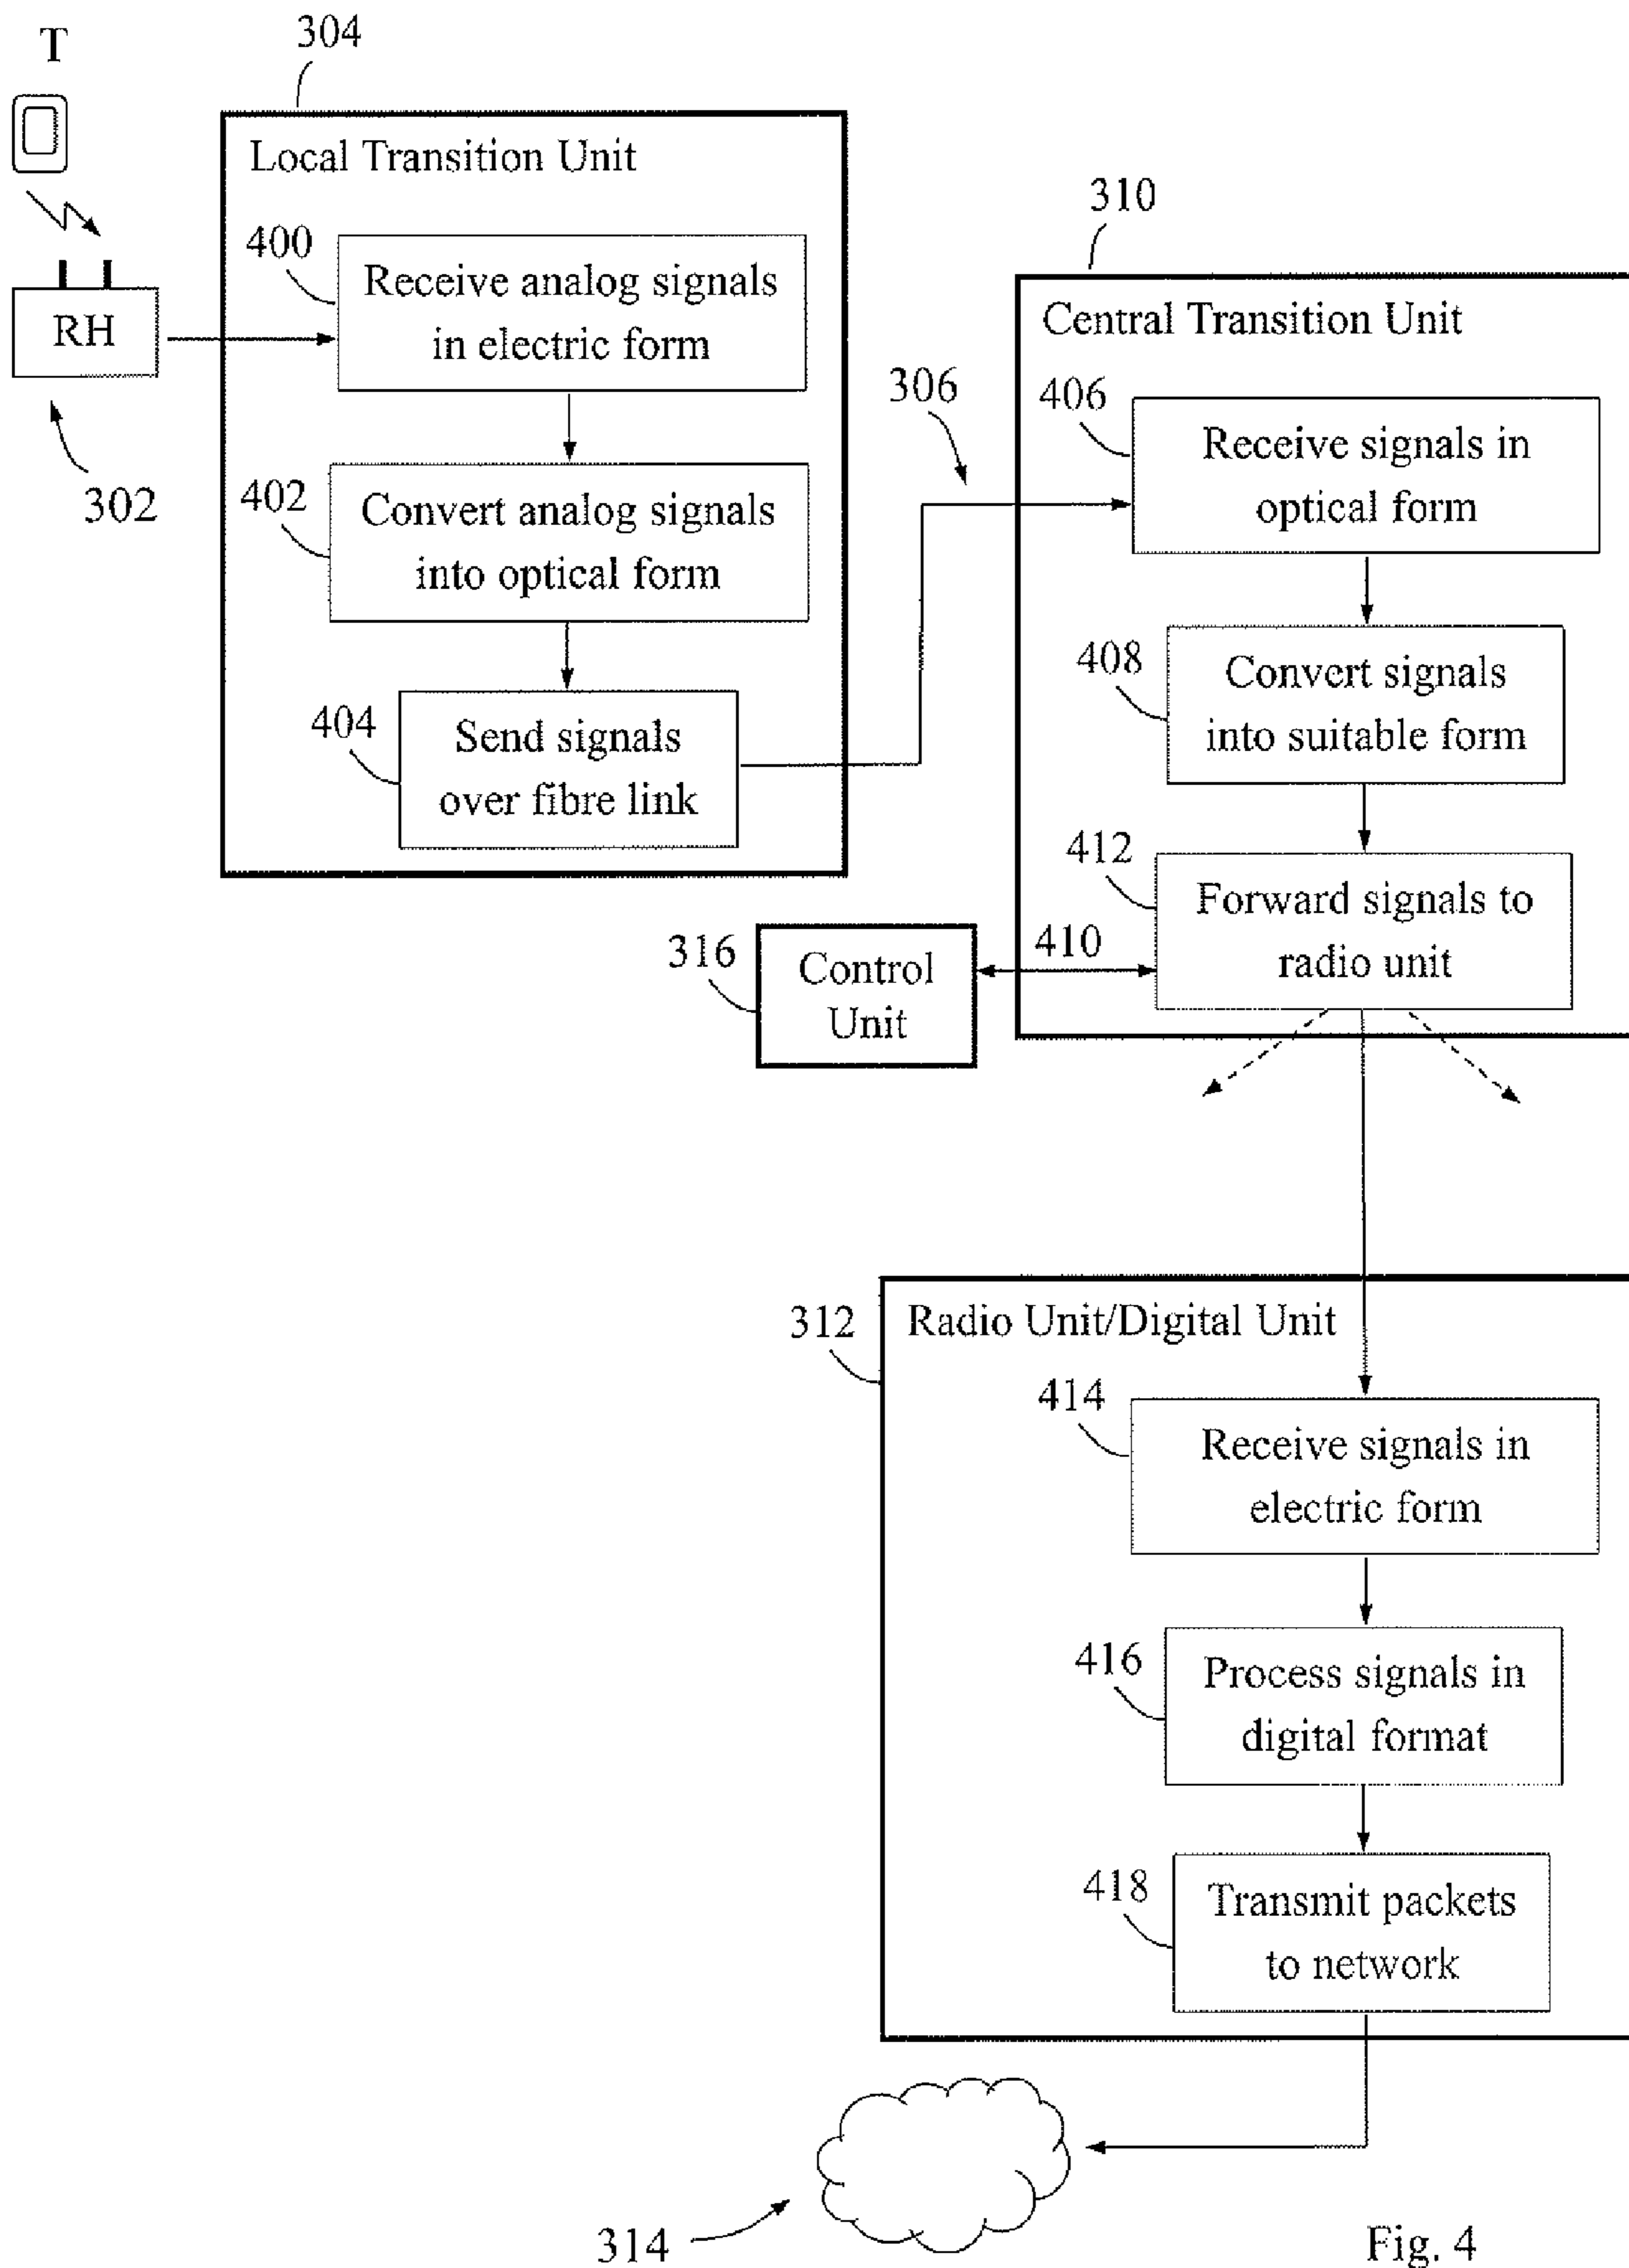 T
304
Local Transition Unit
400
Receive analog signals
in electric form
RH
302
402
Convert analog signals
into optical form
404
Send signals
over fibre link
306
310
Central Transition Unit
406
Receive signals in
optical form
408
Convert signals
into suitable form
412
Forward signals to
radio unit
410
316
Control
Unit
312
Radio Unit/Digital Unit
414
Receive signals in
electric form
416
Process signals in
digital format
418
Transmit packets
to network
314
Fig. 4